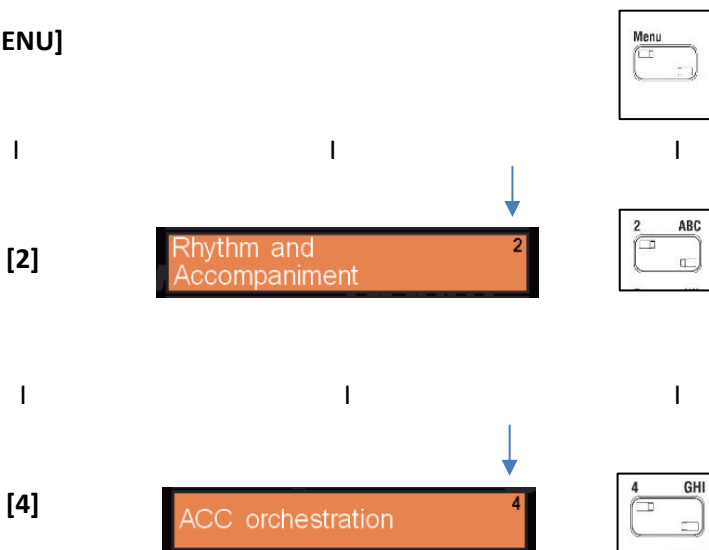 ENU]
Menu
I I I
[2]
Rhythm and
Accompaniment
2
2 ABC
I I I
[4]
ACC orchestration
4
4 GHI